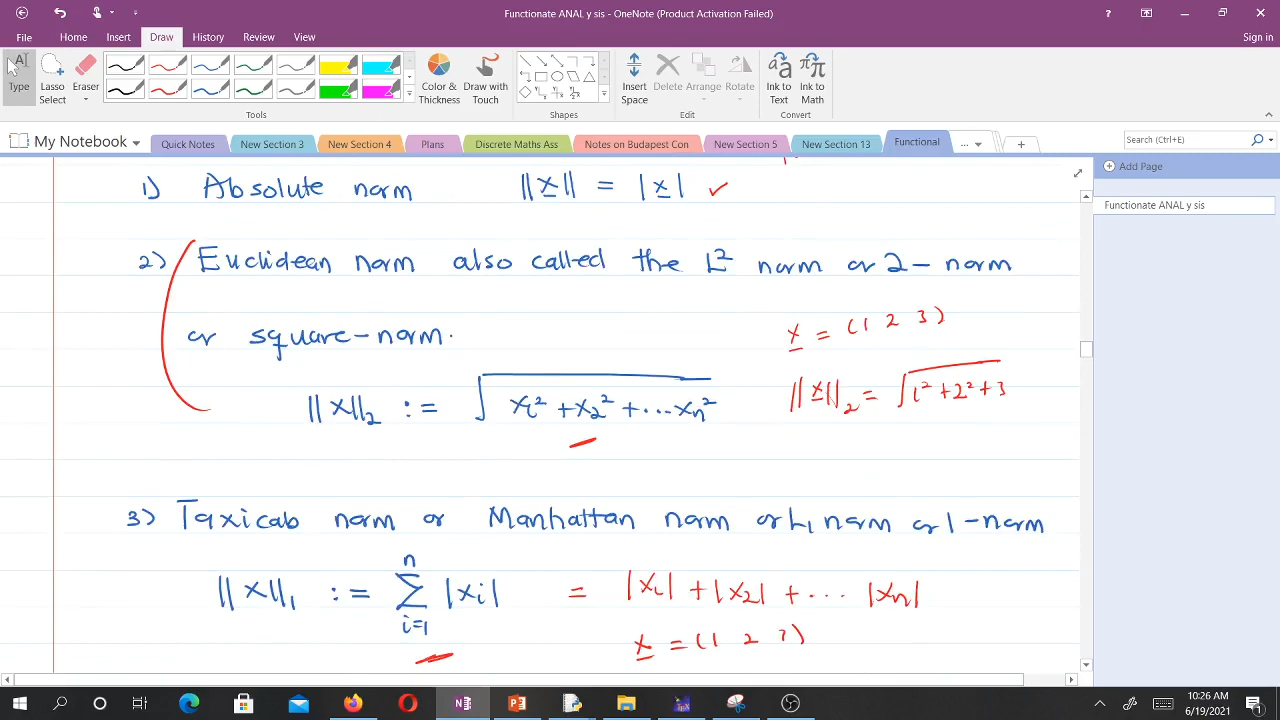 Functionate ANAL y sis - OneNote (Product Activation Failed)
Sign in
File Home Insert Draw History Review View
Type Lasso Select Eraser Color & Thickness Draw with Touch Insert Space Delete Arrange Rotate Ink to Text Ink to Math
Tools Shapes Edit Convert
My Notebook Quick Notes New Section 3 New Section 4 Plans Discrete Maths Ass Notes on Budapest Con New Section 5 New Section 13 Functional ... Search (Ctrl+E)
Add Page
Functionate ANAL y sis
1) Absolute norm ||x|| = |x| ✓
2) Euclidean norm also called the L² norm or 2-norm
or square-norm.
x = (1 2 3)
||x||₂ := √(x₁² + x₂² + ... xₙ²)
||x||₂ = √(1² + 2² + 3
3) Taxicab norm or Manhattan norm or L₁ norm or 1-norm
||x||₁ := Σ |xi| = |x₁| + |x₂| + ... |xₙ|
n
i=1
x = (1 2 3)
10:26 AM
6/19/2021